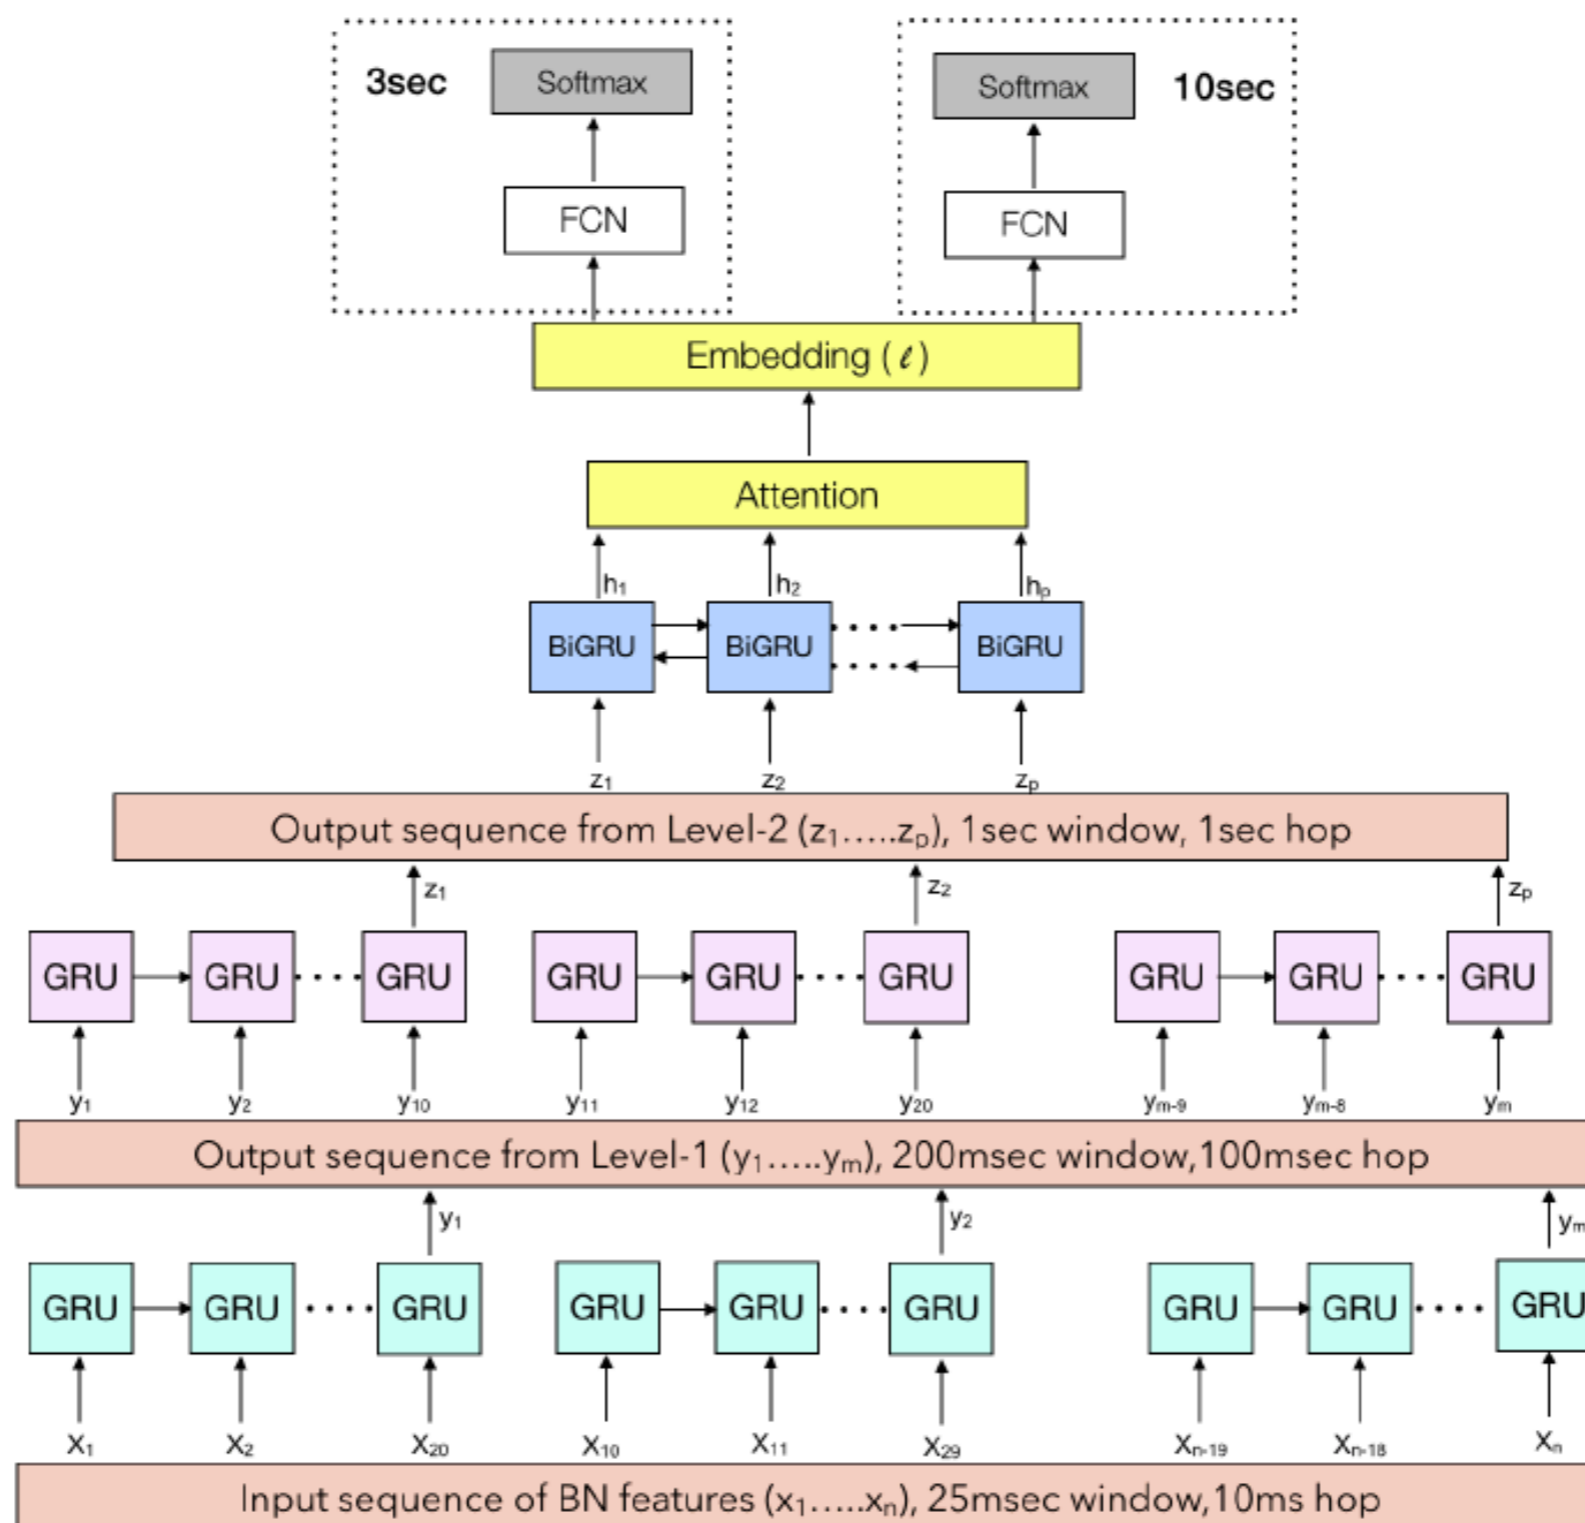 3sec Softmax Softmax 10sec
FCN FCN
Embedding (ℓ)
Attention
h₁ h₂ hₚ
BiGRU BiGRU BiGRU
z₁ z₂ zₚ
Output sequence from Level-2 (z₁.....zₚ), 1sec window, 1sec hop
z₁ z₂ zₚ
GRU GRU GRU GRU GRU GRU GRU GRU GRU
y₁ y₂ y₁₀ y₁₁ y₁₂ y₂₀ yₘ₋₉ yₘ₋₈ yₘ
Output sequence from Level-1 (y₁.....yₘ), 200msec window,100msec hop
y₁ y₂ yₘ
GRU GRU GRU GRU GRU GRU GRU GRU GRU
X₁ X₂ X₂₀ X₁₀ X₁₁ X₂₉ Xₙ₋₁₉ Xₙ₋₁₈ Xₙ
Input sequence of BN features (x₁.....xₙ), 25msec window,10ms hop